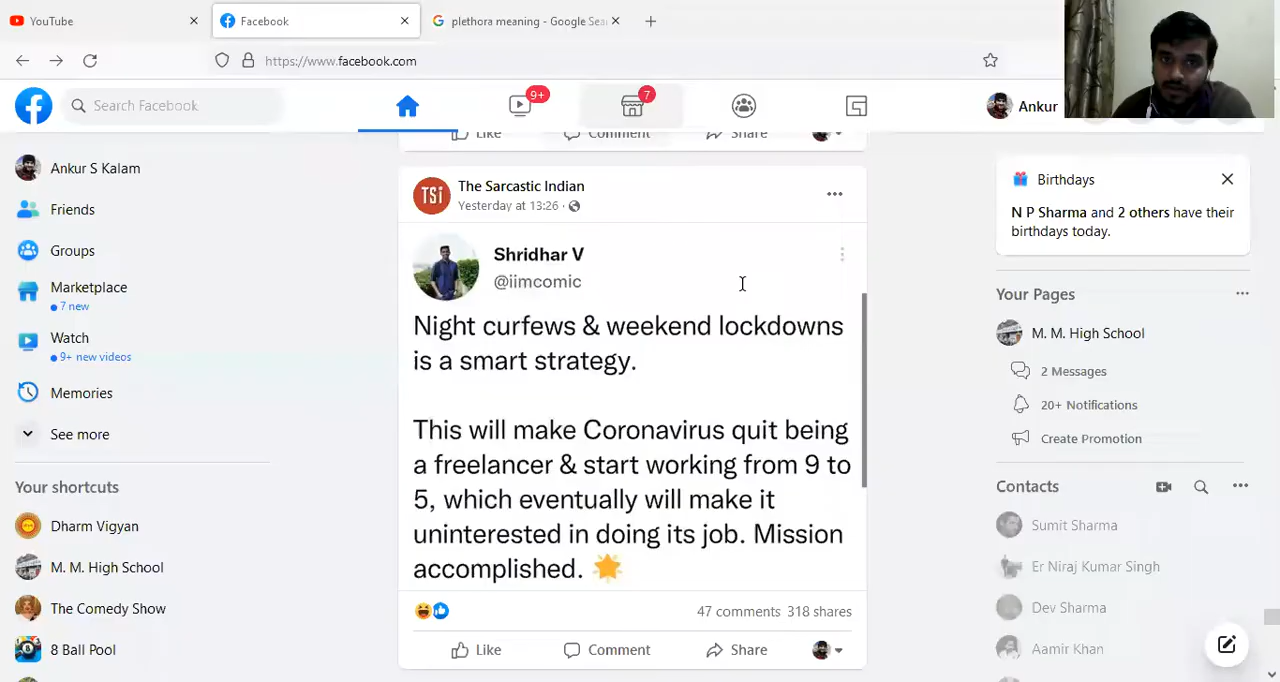 YouTube
Facebook
plethora meaning - Google Sea
https://www.facebook.com
Search Facebook
9+
7
Ankur
Like
Comment
Share
Ankur S Kalam
Friends
Groups
Marketplace
7 new
Watch
9+ new videos
Memories
See more
Your shortcuts
Dharm Vigyan
M. M. High School
The Comedy Show
8 Ball Pool
TSi
The Sarcastic Indian
Yesterday at 13:26 ·
Shridhar V
@iimcomic
Night curfews & weekend lockdowns
is a smart strategy.
This will make Coronavirus quit being
a freelancer & start working from 9 to
5, which eventually will make it
uninterested in doing its job. Mission
accomplished. 🌟
47 comments 318 shares
Like
Comment
Share
Birthdays
N P Sharma and 2 others have their
birthdays today.
Your Pages
M. M. High School
2 Messages
20+ Notifications
Create Promotion
Contacts
Sumit Sharma
Er Niraj Kumar Singh
Dev Sharma
Aamir Khan